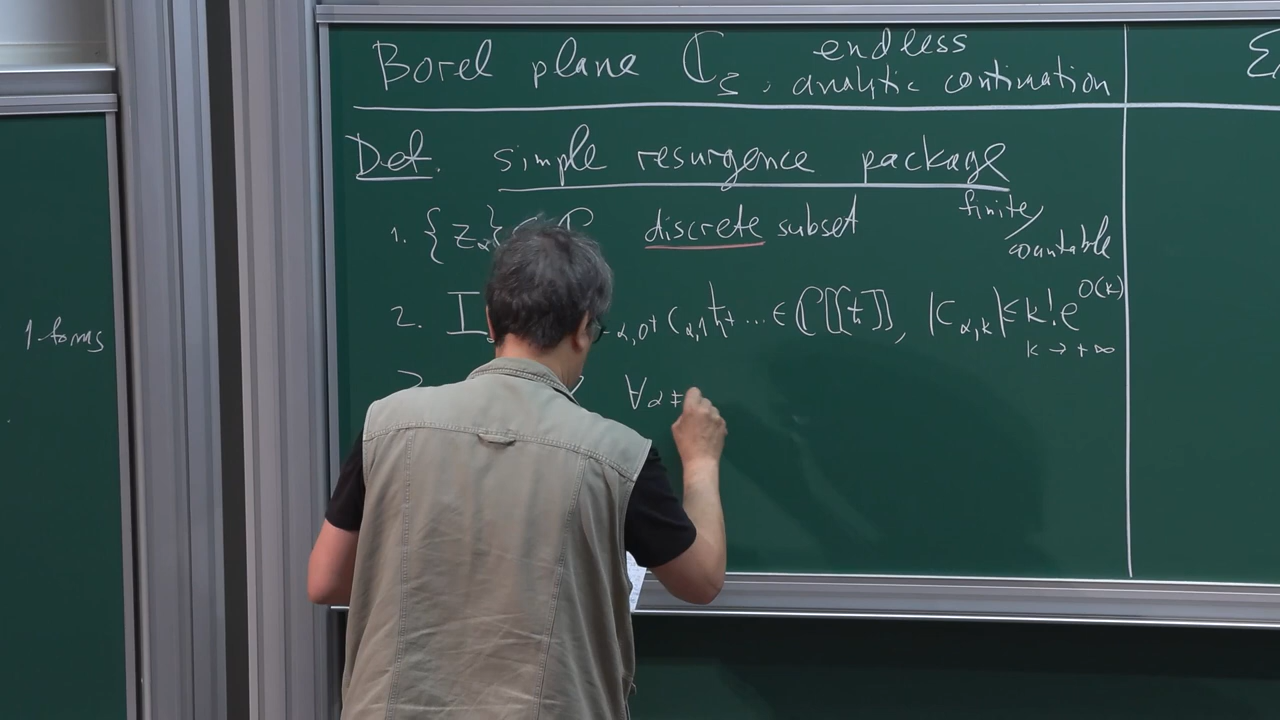 Borel plane ℂ_ζ, endless analytic continuation
Def. simple resurgence package
1. {z_α} discrete subset finite/countable
2. I α,0 + c_{α,1} ħ + ... ∈ ℂ[[ħ]], |c_{α,k}| ≤ k! e^{O(k)}
k → +∞
∀α ≠
1-forms